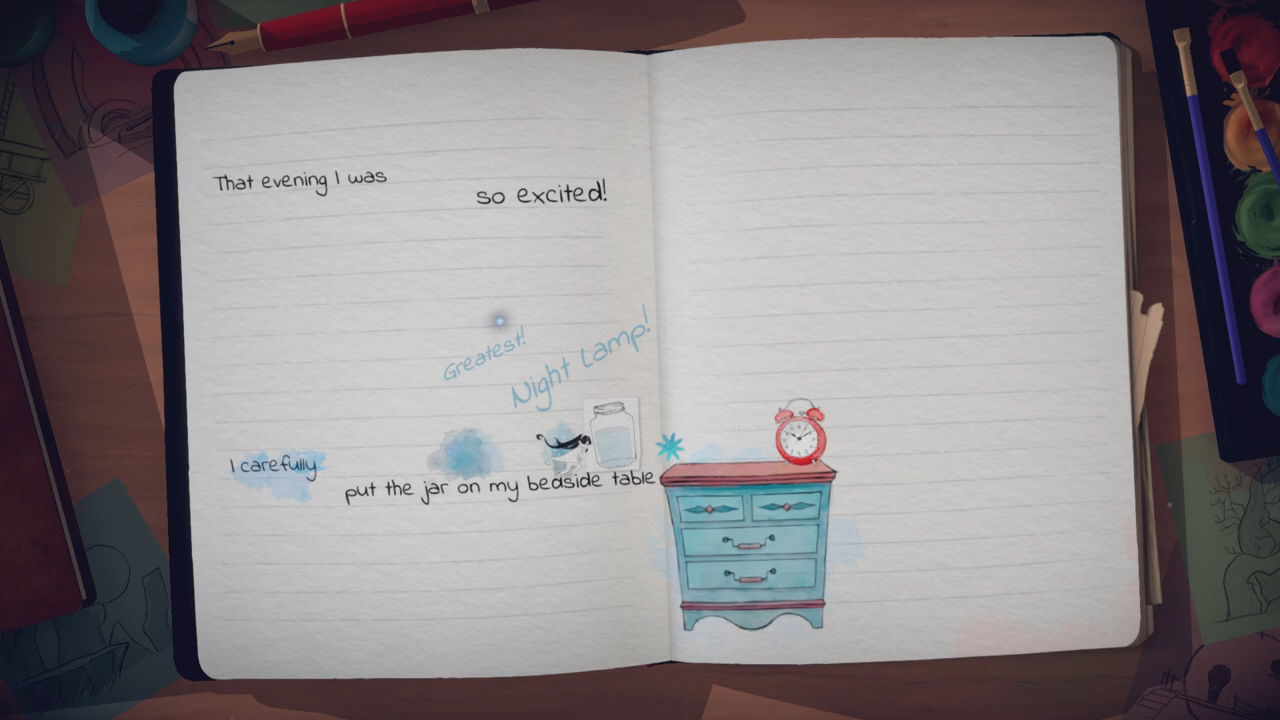 That evening I was
so excited!
Greatest!
Night Lamp!
I carefully
put the jar on my bedside table